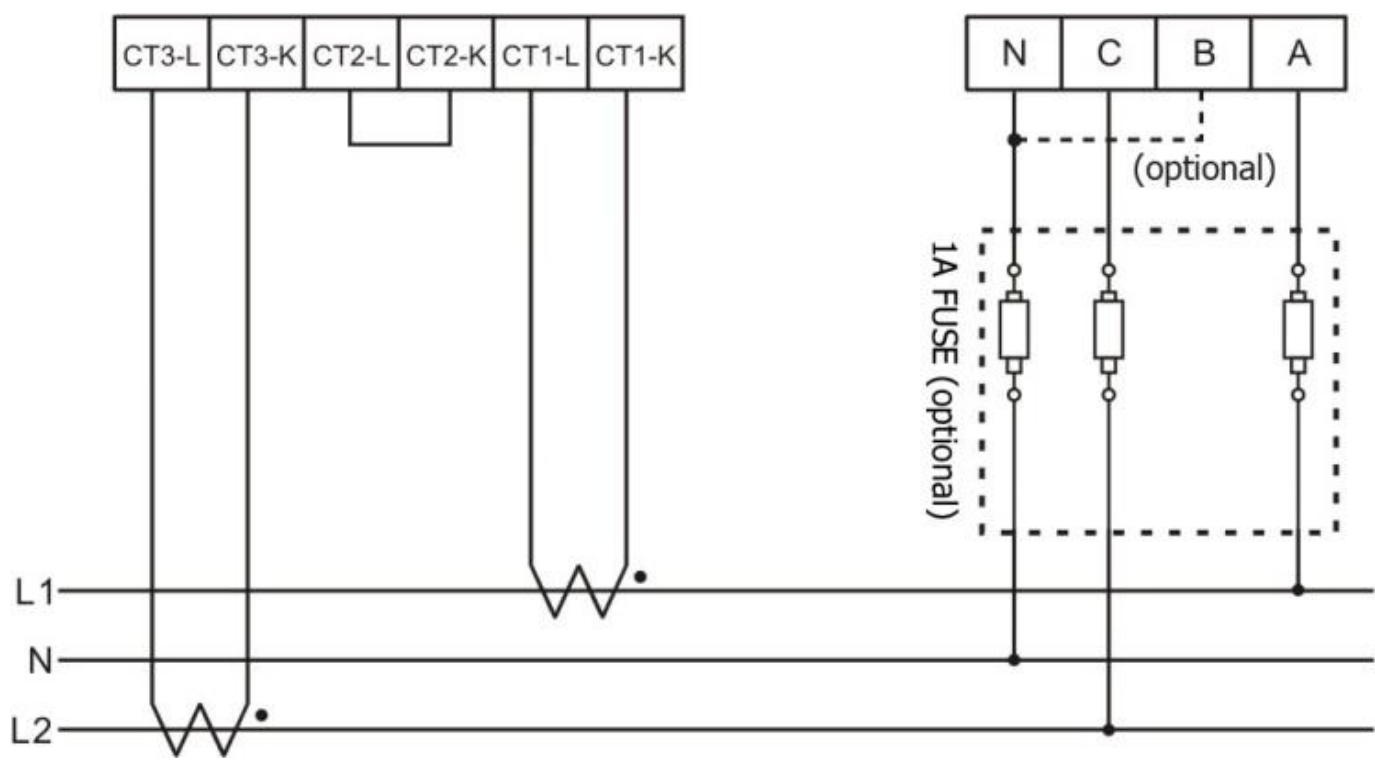 CT3-L CT3-K CT2-L CT2-K CT1-L CT1-K
N C B A
(optional)
1A FUSE (optional)
L1
N
L2